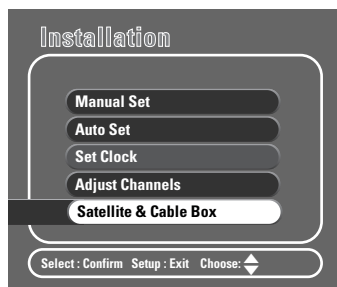 Installation
Manual Set
Auto Set
Set Clock
Adjust Channels
Satellite & Cable Box
Select : Confirm Setup : Exit Choose: